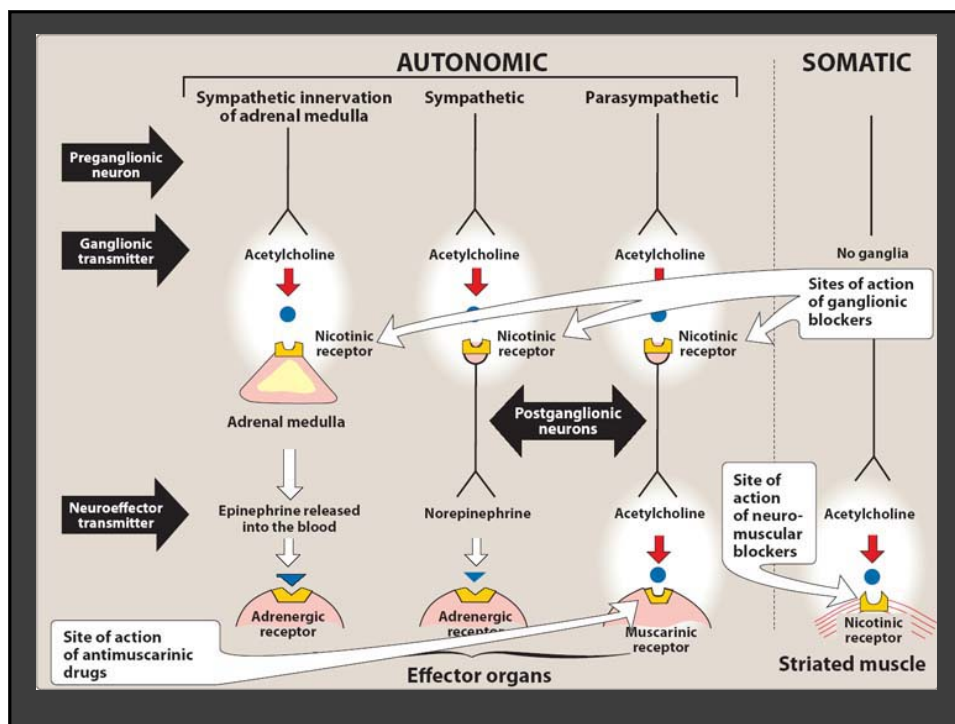 AUTONOMIC
SOMATIC
Sympathetic innervation
of adrenal medulla
Sympathetic
Parasympathetic
Preganglionic
neuron
Ganglionic
transmitter
Acetylcholine
Acetylcholine
Acetylcholine
No ganglia
Sites of action
of ganglionic
blockers
Nicotinic
receptor
Nicotinic
receptor
Nicotinic
receptor
Adrenal medulla
Postganglionic
neurons
Site of
action
of neuro-
muscular
blockers
Neuroeffector
transmitter
Epinephrine released
into the blood
Norepinephrine
Acetylcholine
Acetylcholine
Adrenergic
receptor
Adrenergic
receptor
Muscarinic
receptor
Nicotinic
receptor
Site of action
of antimuscarinic
drugs
Effector organs
Striated muscle